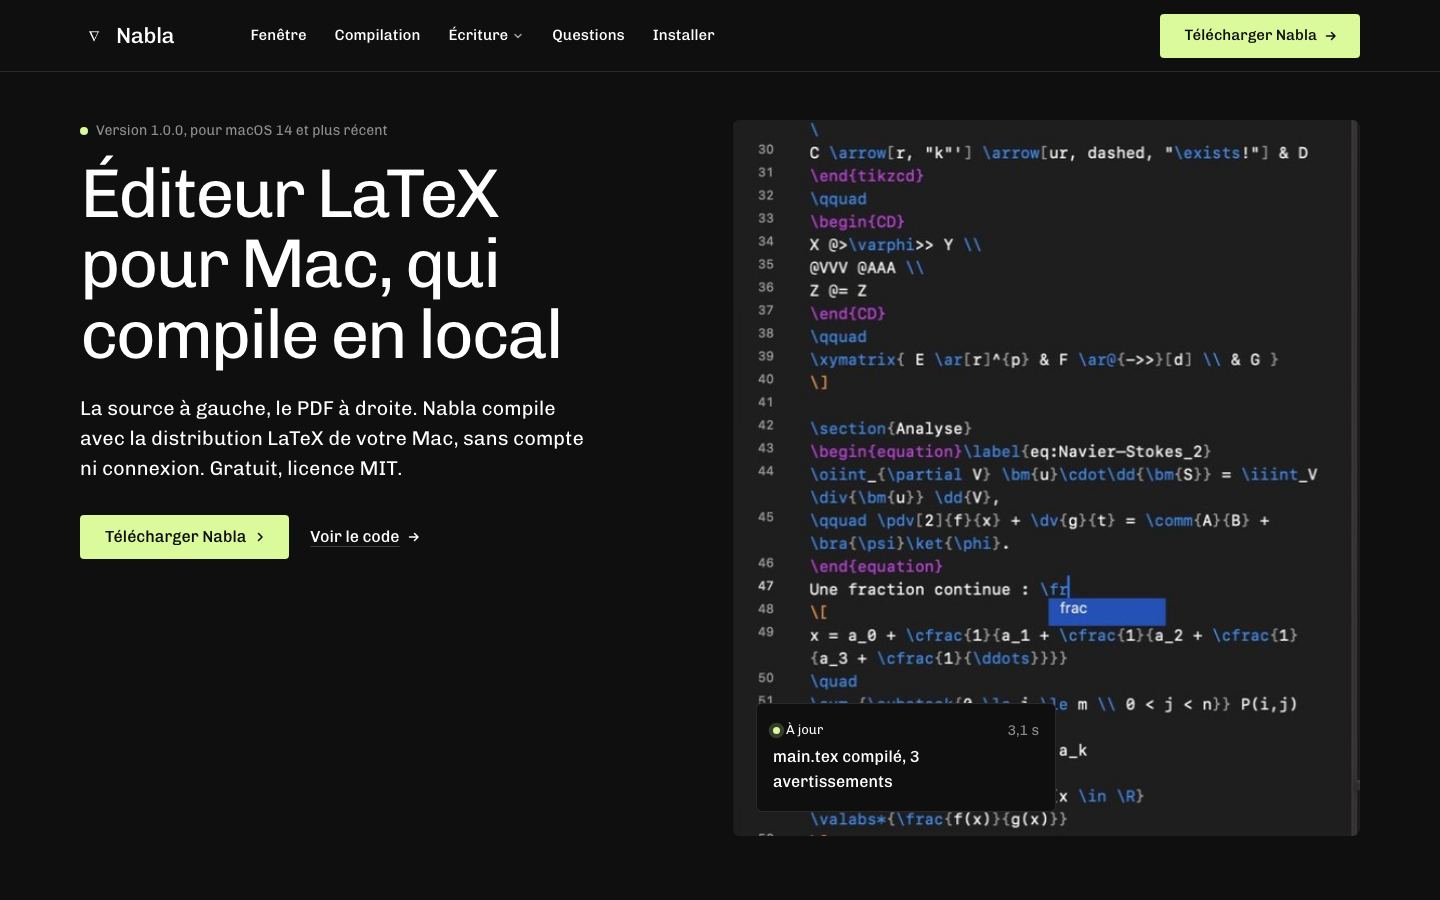 ∇ Nabla
Fenêtre
Compilation
Écriture
Questions
Installer
Télécharger Nabla →
Version 1.0.0, pour macOS 14 et plus récent
Éditeur LaTeX
pour Mac, qui
compile en local
La source à gauche, le PDF à droite. Nabla compile
avec la distribution LaTeX de votre Mac, sans compte
ni connexion. Gratuit, licence MIT.
Télécharger Nabla
Voir le code →
\
30 C \arrow[r, "k"'] \arrow[ur, dashed, "\exists!"] & D
31 \end{tikzcd}
32 \qquad
33 \begin{CD}
34 X @>\varphi>> Y \\
35 @VVV @AAA \\
36 Z @= Z
37 \end{CD}
38 \qquad
39 \xymatrix{ E \ar[r]^{p} & F \ar@{->>}[d] \\ & G }
40 \]
41
42 \section{Analyse}
43 \begin{equation}\label{eq:Navier–Stokes_2}
44 \oiint_{\partial V} \bm{u}\cdot\dd{\bm{S}} = \iiint_V
\div{\bm{u}} \dd{V},
45 \qquad \pdv[2]{f}{x} + \dv{g}{t} = \comm{A}{B} +
\bra{\psi}\ket{\phi}.
46 \end{equation}
47 Une fraction continue : \fr
frac
48 \[
49 x = a_0 + \cfrac{1}{a_1 + \cfrac{1}{a_2 + \cfrac{1}
{a_3 + \cfrac{1}{\ddots}}}}
50 \quad
51 \le m \\ 0 < j < n}} P(i,j)
a_k
{x \in \R}
\valabs*{\frac{f(x)}{g(x)}}
À jour
3,1 s
main.tex compilé, 3
avertissements